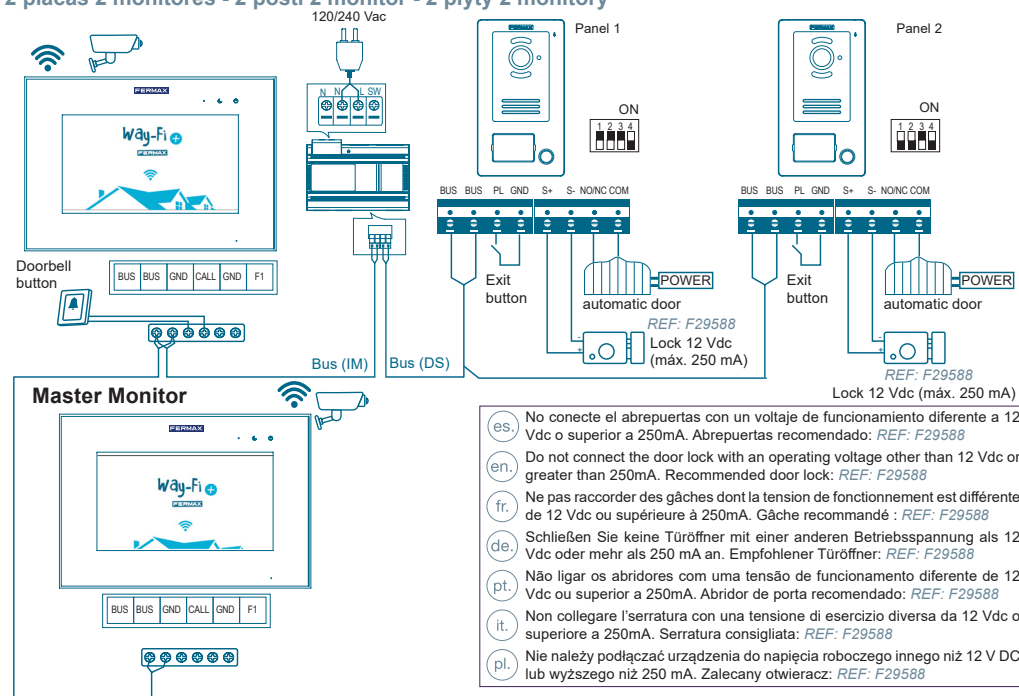 2 placas 2 monitores - 2 posti 2 monitor - 2 płyty 2 monitory
120/240 Vac
N N L SW
FERMAX
Way-Fi +
FERMAX
Doorbell
button
BUS BUS GND CALL GND F1
Bus (IM)
Bus (DS)
Master Monitor
FERMAX
Way-Fi +
FERMAX
BUS BUS GND CALL GND F1
FERMAX
Panel 1
ON
1 2 3 4
BUS BUS PL GND S+ S- NO/NC COM
Exit
button
POWER
automatic door
REF: F29588
Lock 12 Vdc
(máx. 250 mA)
- 
+
FERMAX
Panel 2
ON
1 2 3 4
BUS BUS PL GND S+ S- NO/NC COM
Exit
button
POWER
automatic door
-
+
REF: F29588
Lock 12 Vdc (máx. 250 mA)
es. No conecte el abrepuertas con un voltaje de funcionamiento diferente a 12
Vdc o superior a 250mA. Abrepuertas recomendado: REF: F29588
en. Do not connect the door lock with an operating voltage other than 12 Vdc or
greater than 250mA. Recommended door lock: REF: F29588
fr. Ne pas raccorder des gâches dont la tension de fonctionnement est différente
de 12 Vdc ou supérieure à 250mA. Gâche recommandé : REF: F29588
de. Schließen Sie keine Türöffner mit einer anderen Betriebsspannung als 12
Vdc oder mehr als 250 mA an. Empfohlener Türöffner: REF: F29588
pt. Não ligar os abridores com uma tensão de funcionamento diferente de 12
Vdc ou superior a 250mA. Abridor de porta recomendado: REF: F29588
it. Non collegare l'serratura con una tensione di esercizio diversa da 12 Vdc o
superiore a 250mA. Serratura consigliata: REF: F29588
pl. Nie należy podłączać urządzenia do napięcia roboczego innego niż 12 V DC
lub wyższego niż 250 mA. Zalecany otwieracz: REF: F29588